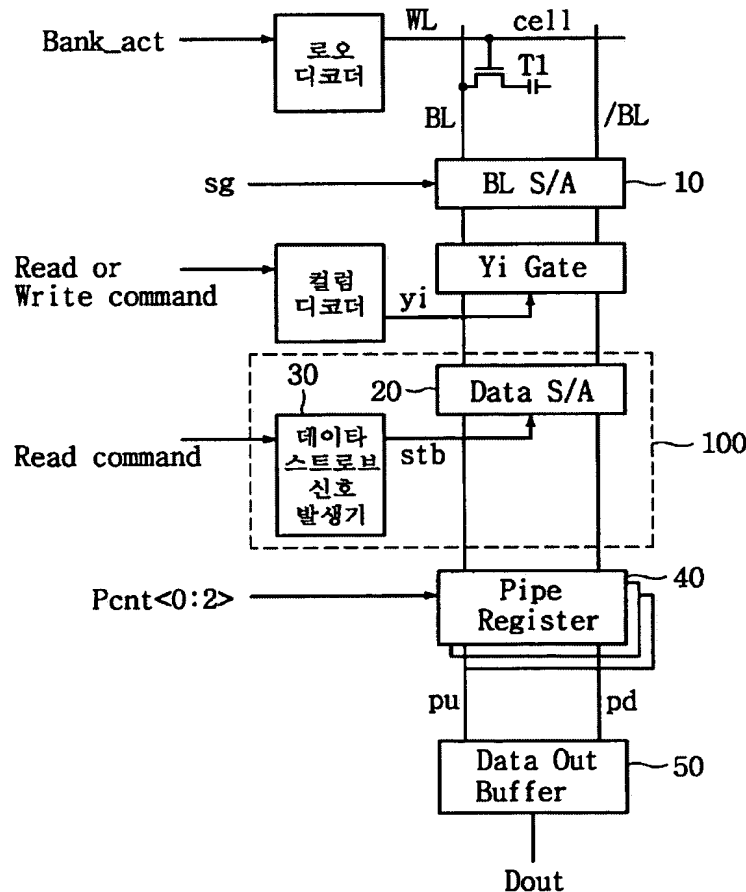 Bank_act
로오
디코더
WL
cell
T1
BL
/BL
sg
BL S/A
10
Read or
Write command
컬럼
디코더
yi
Yi Gate
30
20
Data S/A
Read command
데이타
스트로브
신호
발생기
stb
100
Pcnt<0:2>
Pipe
Register
40
pu
pd
Data Out
Buffer
50
Dout